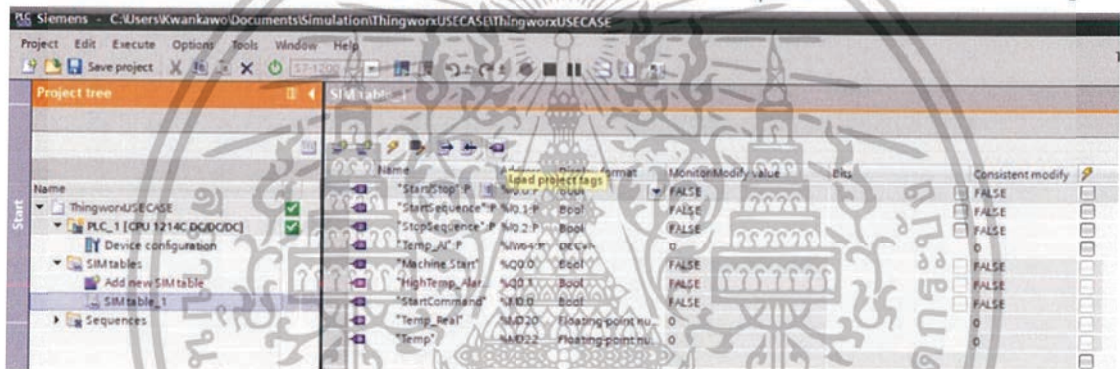 Siemens - C:\Users\Kwankawo\Documents\Simulation\ThingworxUSECASE\ThingworxUSECASE
Project Edit Execute Options Tools Window Help
Save project S7-1200
Project tree
SIM table_1
Load project tags
Name format Monitor/Modify value Bits Consistent modify
"StartStop":P %I0.0:P Bool FALSE FALSE
"StartSequence":P %I0.1:P Bool FALSE FALSE
"StopSequence":P %I0.2:P Bool FALSE FALSE
"Temp_AI":P 0 0
"Machine Start" %Q0.0 Bool FALSE FALSE
"HighTemp_Alar... %Q0.1 Bool FALSE FALSE
"StartCommand" %M0.0 Bool FALSE FALSE
"Temp_Real" %MD20 Floating-point nu... 0 0
"Temp" %MD22 Floating-point nu... 0 0
Name
ThingworxUSECASE
PLC_1 [CPU 1214C DC/DC/DC]
Device configuration
SIM tables
Add new SIM table
SIM table_1
Sequences
Start